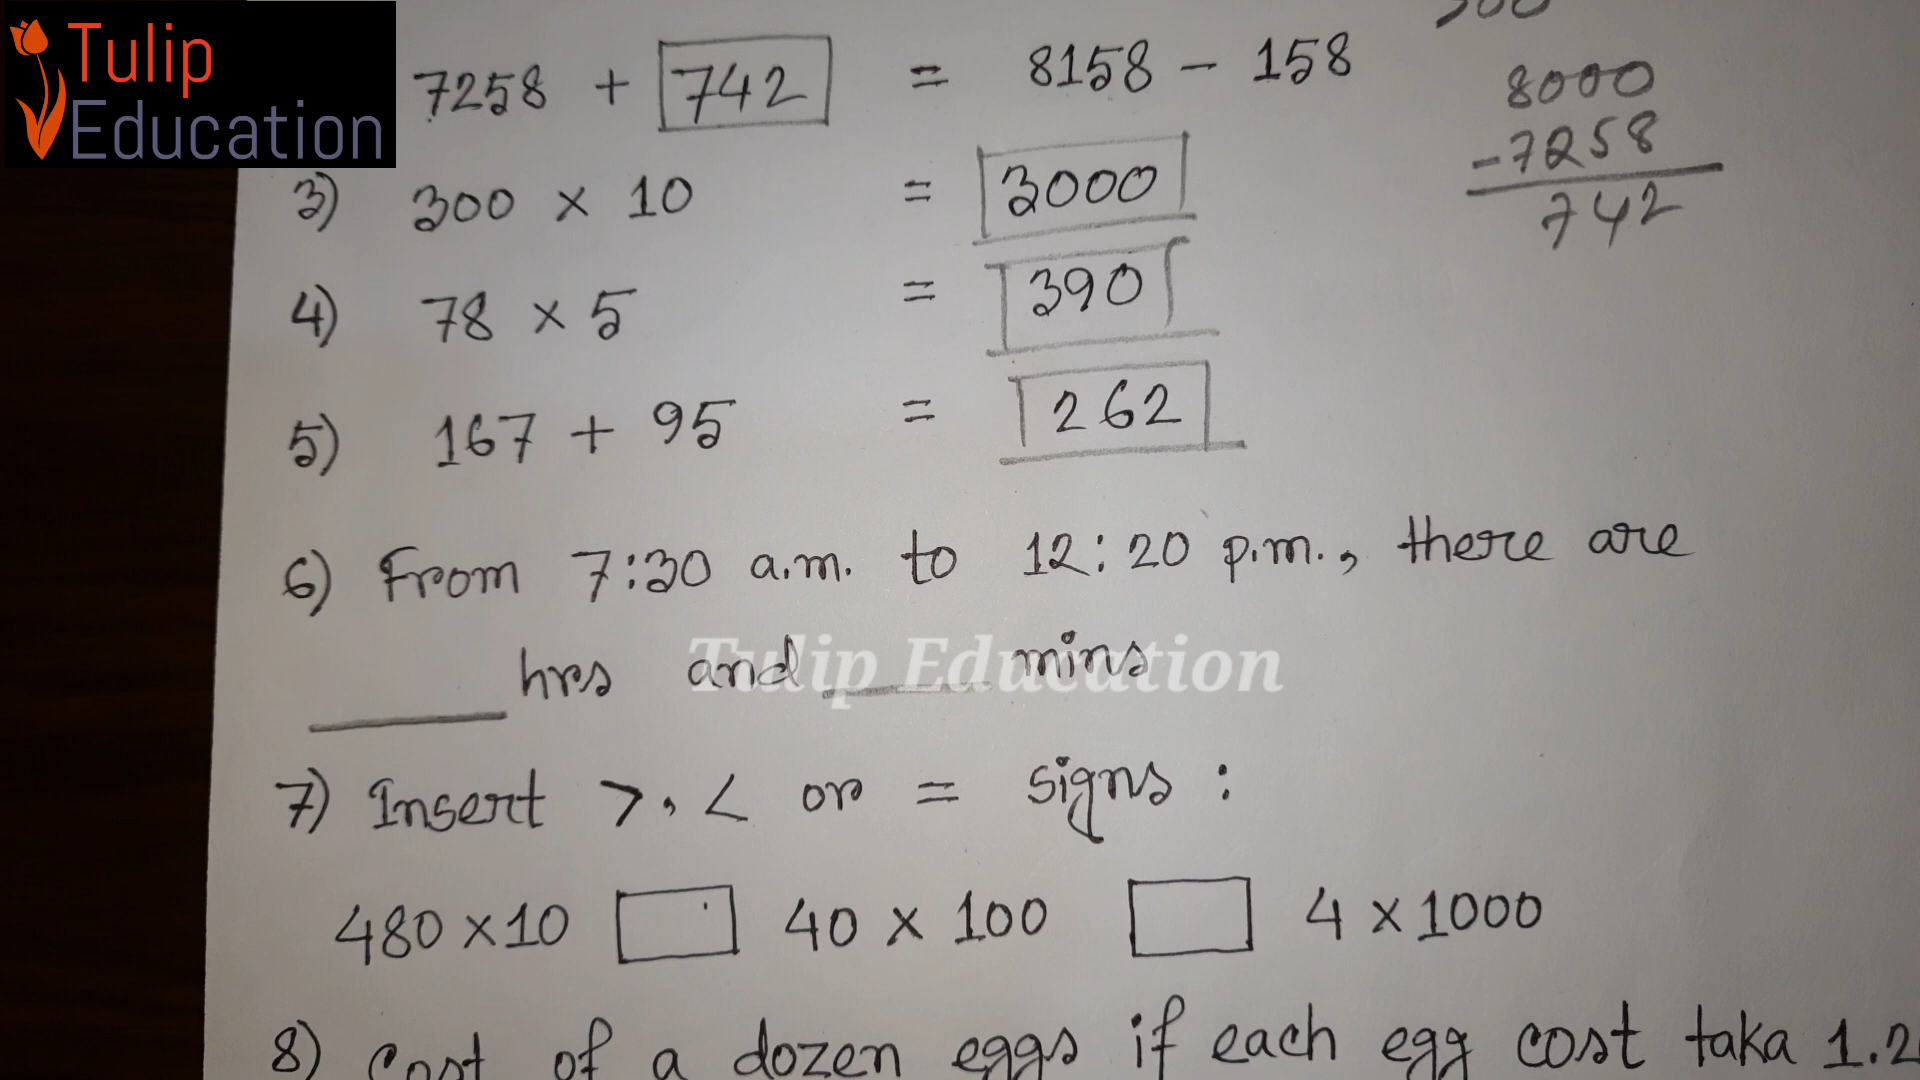 Tulip
Education
7258 + 742 = 8158 - 158
8000
-7258
742
3) 300 x 10 = 3000
4) 78 x 5 = 390
5) 167 + 95 = 262
6) From 7:30 a.m. to 12:20 p.m., there are
____ hrs and ____ mins
Tulip Education
7) Insert >, < or = signs :
480 x 10 □ 40 x 100 □ 4 x 1000
8) Cost of a dozen eggs if each egg cost taka 1.2